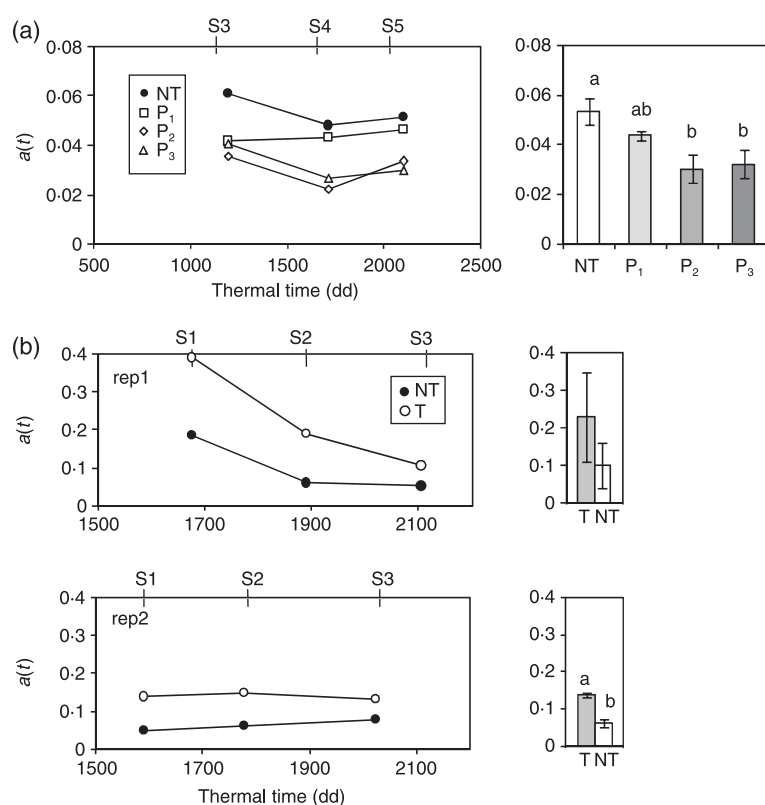 (a)
S3 S4 S5
0·08
0·06
0·04
0·02
0
a(t)
NT
P1
P2
P3
500 1000 1500 2000 2500
Thermal time (dd)
0·08
0·06
0·04
0·02
0
a ab b b
NT P1 P2 P3
(b)
S1 S2 S3
0·4
0·3
0·2
0·1
0
a(t)
rep1
NT
T
1500 1700 1900 2100
0·4
0·3
0·2
0·1
0
T NT
S1 S2 S3
0·4
0·3
0·2
0·1
0
a(t)
rep2
1500 1700 1900 2100
Thermal time (dd)
0·4
0·3
0·2
0·1
0
a b
T NT